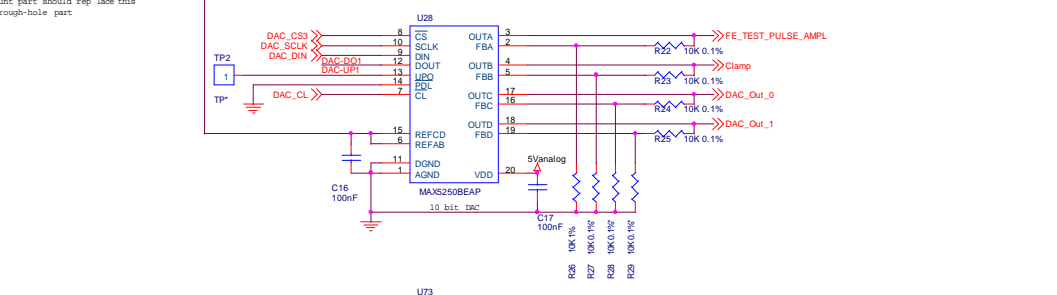 unt part should rep lace this
rough-hole part
U28
DAC_CS3
8
CS
OUTA
3
FE_TEST_PULSE_AMPL
DAC_SCLK
10
SCLK
FBA
2
R22
10K 0.1%
DAC_DIN
9
DIN
TP2
DAC-DO1
12
DOUT
OUTB
4
Clamp
1
DAC-UP1
13
UPO
FBB
5
R23
10K 0.1%
14
PDL
TP*
DAC_CL
7
CL
OUTC
17
DAC_Out_0
FBC
16
R24
10K 0.1%
OUTD
18
DAC_Out_1
15
REFCD
FBD
19
R25
10K 0.1%
6
REFAB
11
DGND
5Vanalog
1
AGND
VDD
20
C16
100nF
MAX5250BEAP
10 bit DAC
C17
100nF
R26 10K 1%
R27 10K 0.1%
R28 10K 0.1%
R29 10K 0.1%
U73